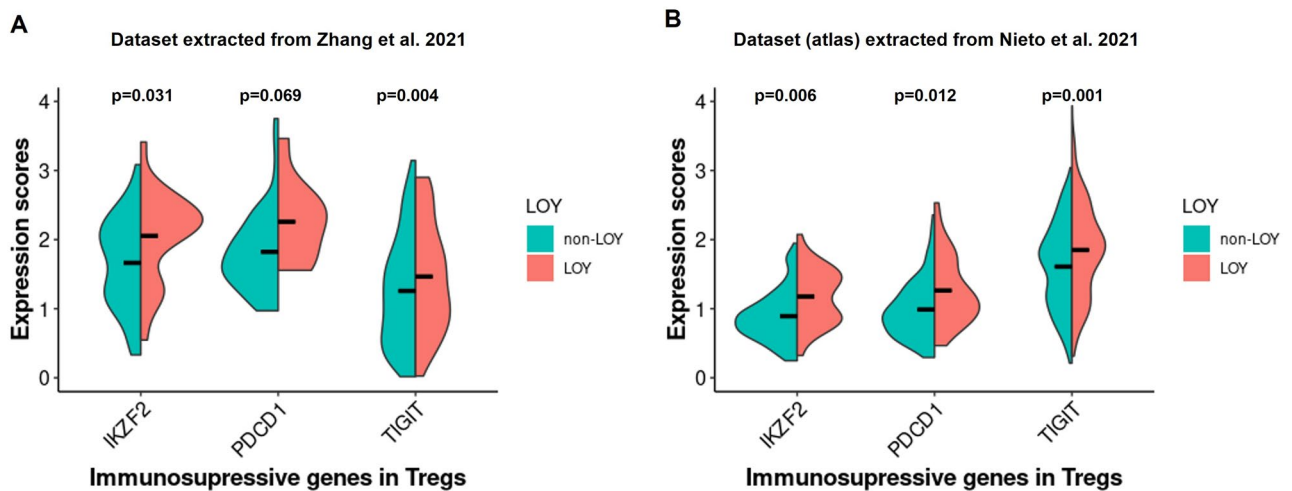 A
Dataset extracted from Zhang et al. 2021
p=0.031
p=0.069
p=0.004
Expression scores
4
3
2
1
0
IKZF2
PDCD1
TIGIT
Immunosupressive genes in Tregs
LOY
non-LOY
LOY
B
Dataset (atlas) extracted from Nieto et al. 2021
p=0.006
p=0.012
p=0.001
Expression scores
4
3
2
1
0
IKZF2
PDCD1
TIGIT
Immunosupressive genes in Tregs
LOY
non-LOY
LOY